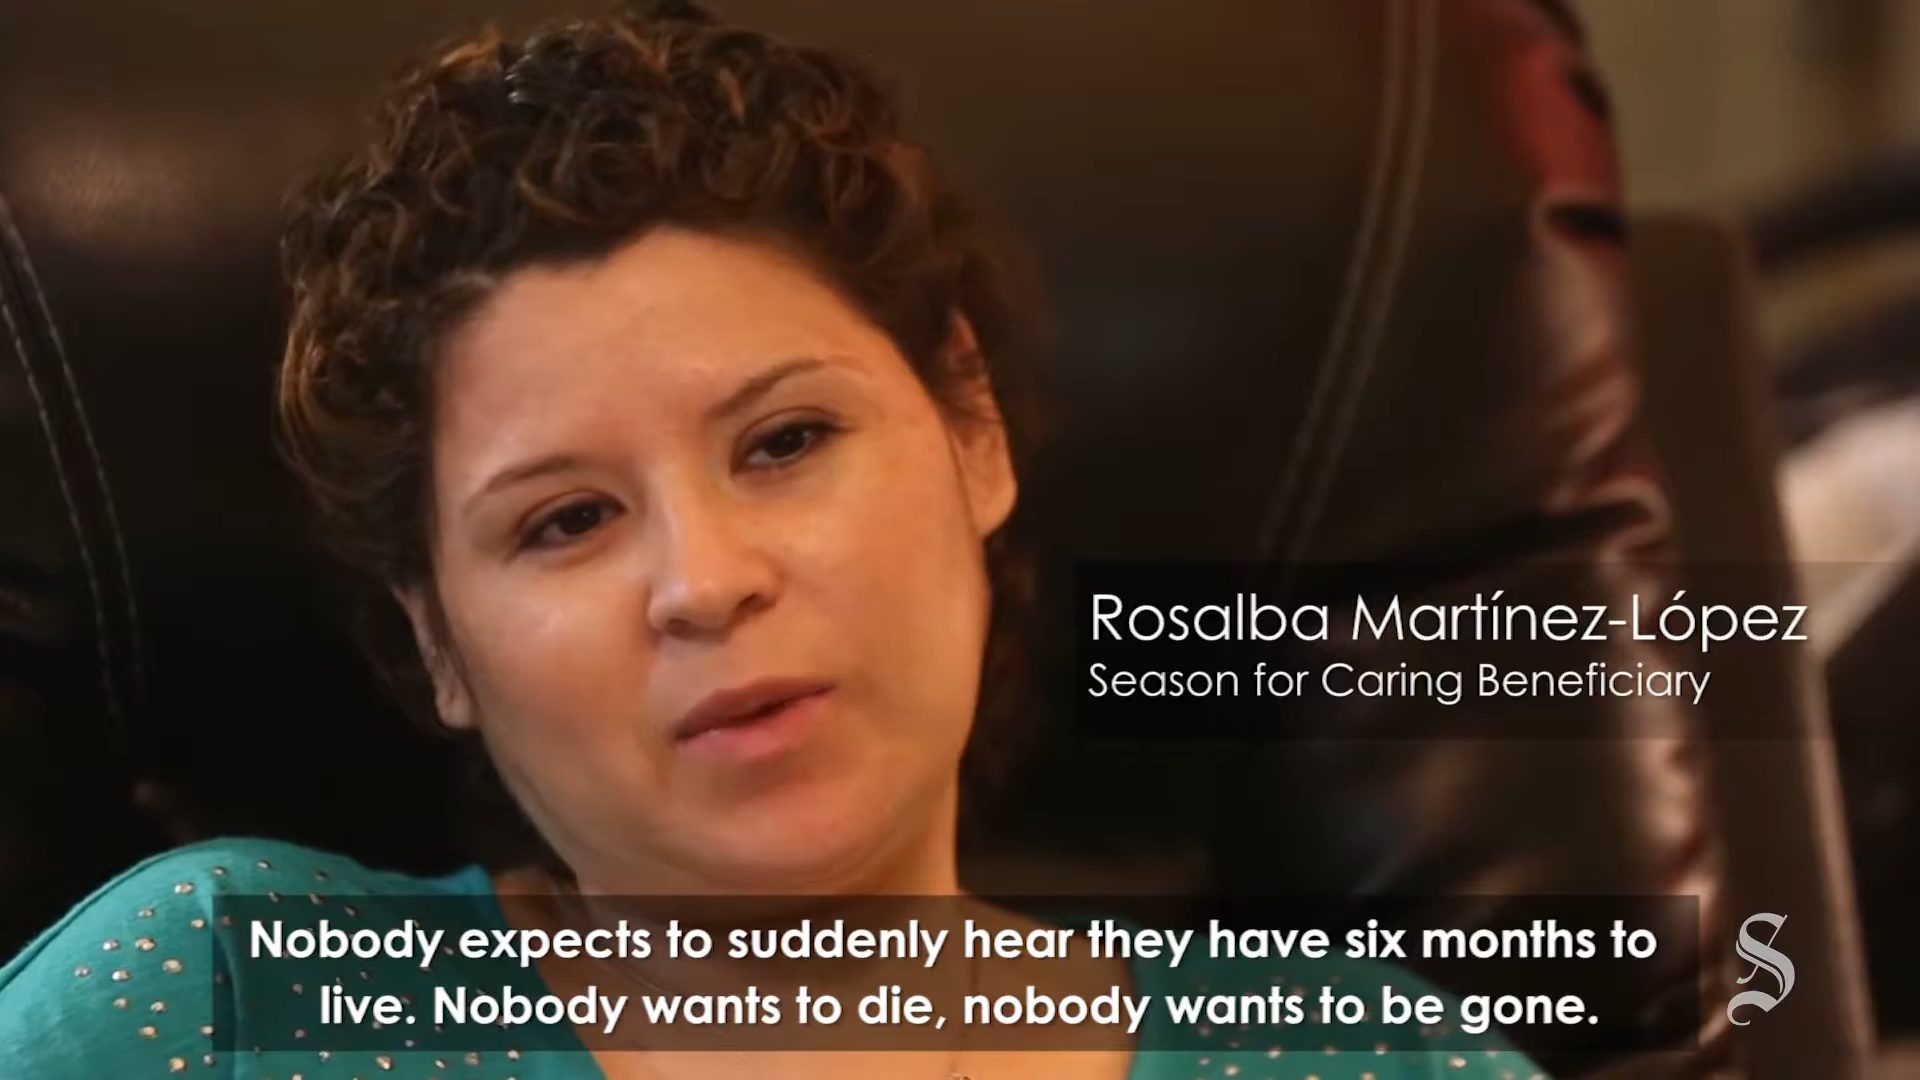 Rosalba Martínez-López
Season for Caring Beneficiary
Nobody expects to suddenly hear they have six months to
live. Nobody wants to die, nobody wants to be gone.
S